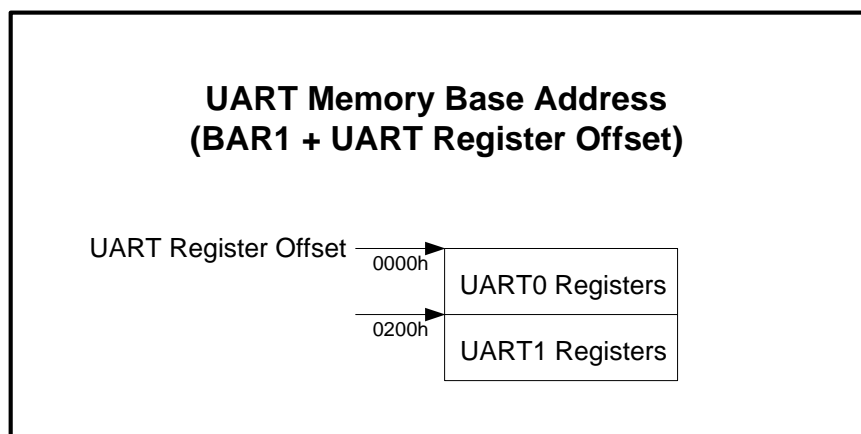 UART Memory Base Address
(BAR1 + UART Register Offset)
UART Register Offset
0000h
UART0 Registers
0200h
UART1 Registers